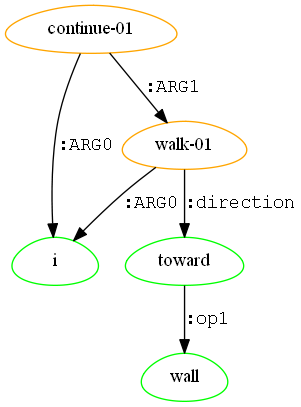 continue-01
:ARG1
:ARG0
walk-01
:ARG0
:direction
i
toward
:op1
wall